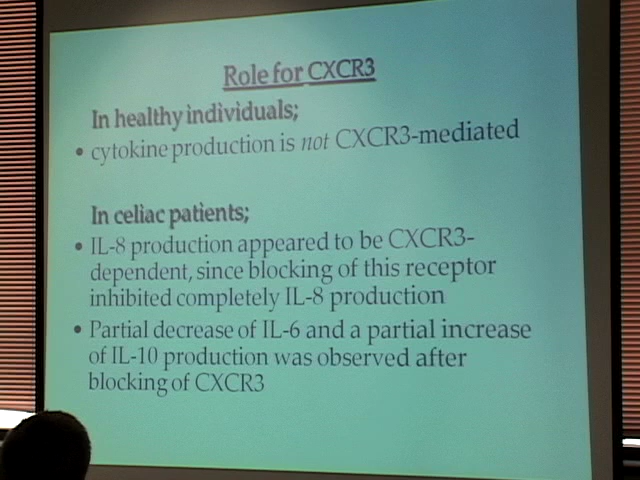 Role for CXCR3
In healthy individuals;
• cytokine production is not CXCR3-mediated
In celiac patients;
• IL-8 production appeared to be CXCR3-
dependent, since blocking of this receptor
inhibited completely IL-8 production
• Partial decrease of IL-6 and a partial increase
of IL-10 production was observed after
blocking of CXCR3